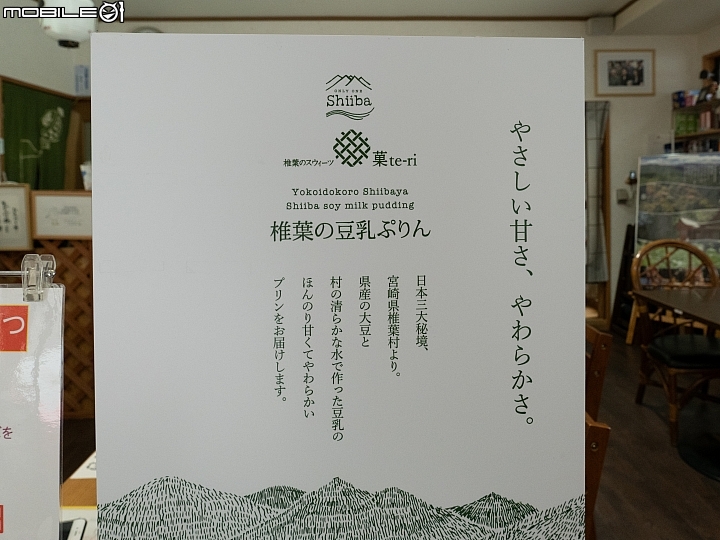 MOBILE01
ONLY ONE
Shiiba
椎葉のスウィーツ 菓te-ri
Yokoidokoro Shiibaya
Shiiba soy milk pudding
椎葉の豆乳ぷりん
やさしい甘さ、やわらかさ。
日本三大秘境、
宮崎県椎葉村より。
県産の大豆と
村の清らかな水で作った豆乳の
ほんのり甘くてやわらかい
プリンをお届けします。
つ
を